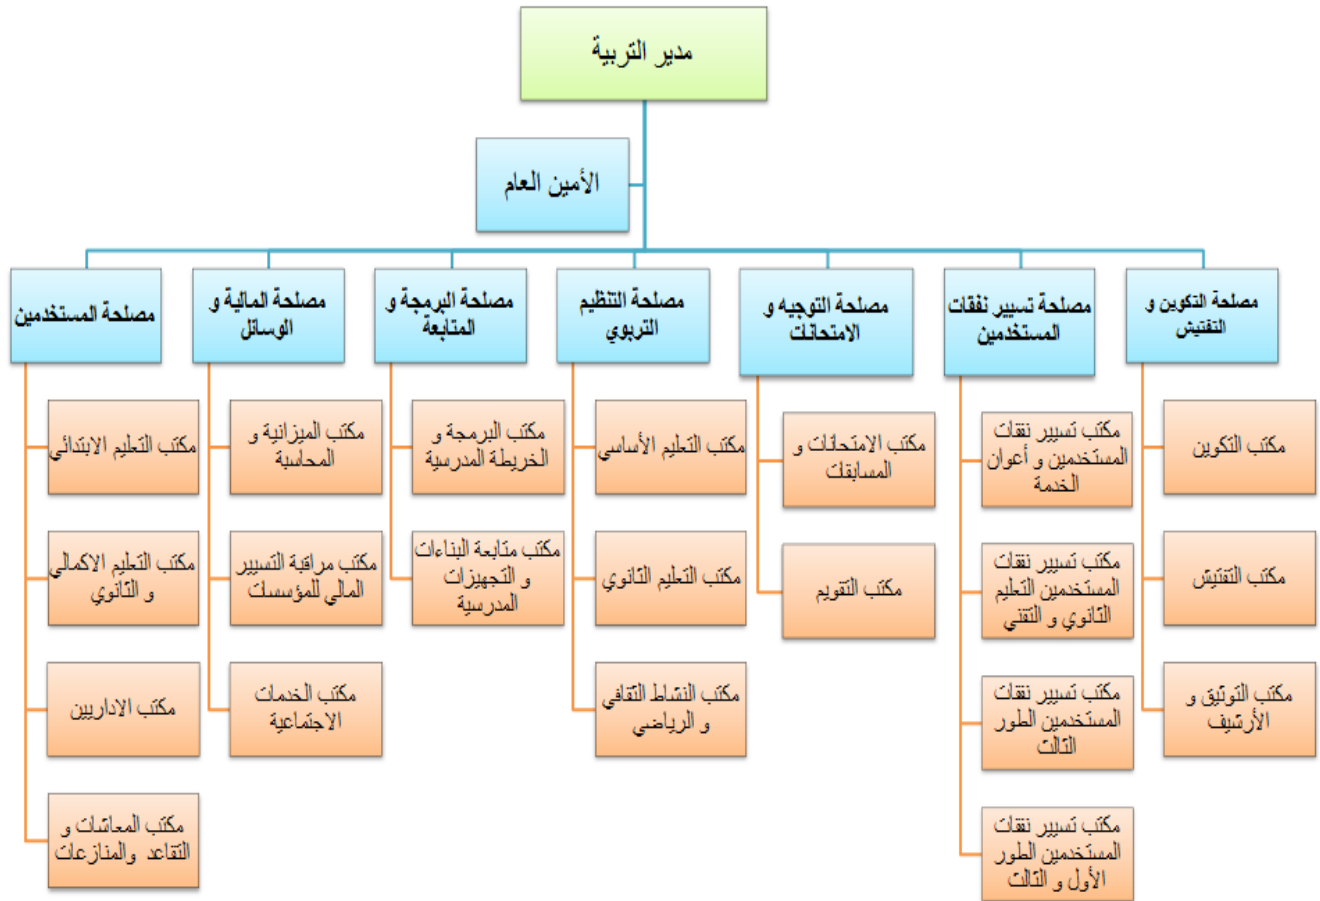 مدير التربية
الأمين العام
مصلحة التكوين و
التفتيش
مصلحة تسيير نفقات
المستخدمين
مصلحة التوجيه و
الامتحانات
مصلحة التنظيم
التربوي
مصلحة البرمجة و
المتابعة
مصلحة المالية و
الوسائل
مصلحة المستخدمين
مكتب التكوين
مكتب التفتيش
مكتب التوثيق و
الأرشيف
مكتب تسيير نفقات
المستخدمين و أعوان
الخدمة
مكتب تسيير نفقات
المستخدمين التعليم
الثانوي و التقني
مكتب تسيير نفقات
المستخدمين الطور
الثالث
مكتب تسيير نفقات
المستخدمين الطور
الأول و الثالث
مكتب الامتحانات و
المسابقات
مكتب التقويم
مكتب التعليم الأساسي
مكتب التعليم الثانوي
مكتب النشاط الثقافي
و الرياضي
مكتب البرمجة و
الخريطة المدرسية
مكتب متابعة البناءات
و التجهيزات
المدرسية
مكتب الميزانية و
المحاسبة
مكتب مراقبة التسيير
المالي للمؤسسات
مكتب الخدمات
الاجتماعية
مكتب التعليم الابتدائي
مكتب التعليم الاكمالي
و الثانوي
مكتب الاداريين
مكتب المعاشات و
التقاعد والمنازعات